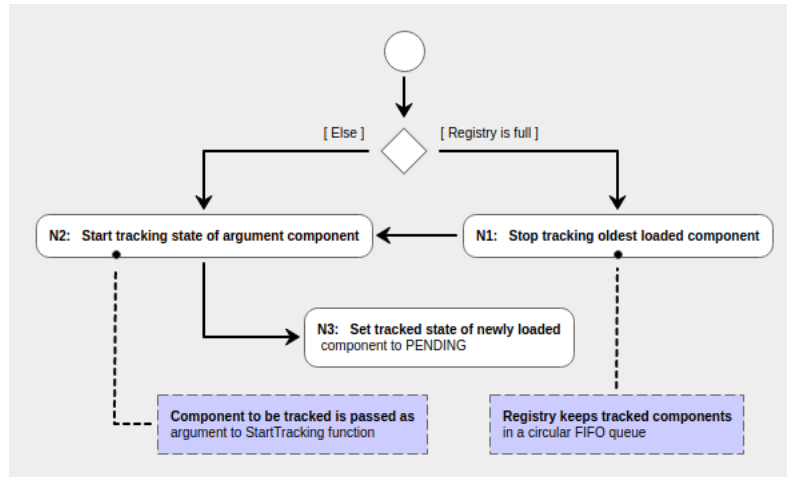 [ Else ]
[ Registry is full ]
N2: Start tracking state of argument component
N1: Stop tracking oldest loaded component
N3: Set tracked state of newly loaded
component to PENDING
Component to be tracked is passed as
argument to StartTracking function
Registry keeps tracked components
in a circular FIFO queue